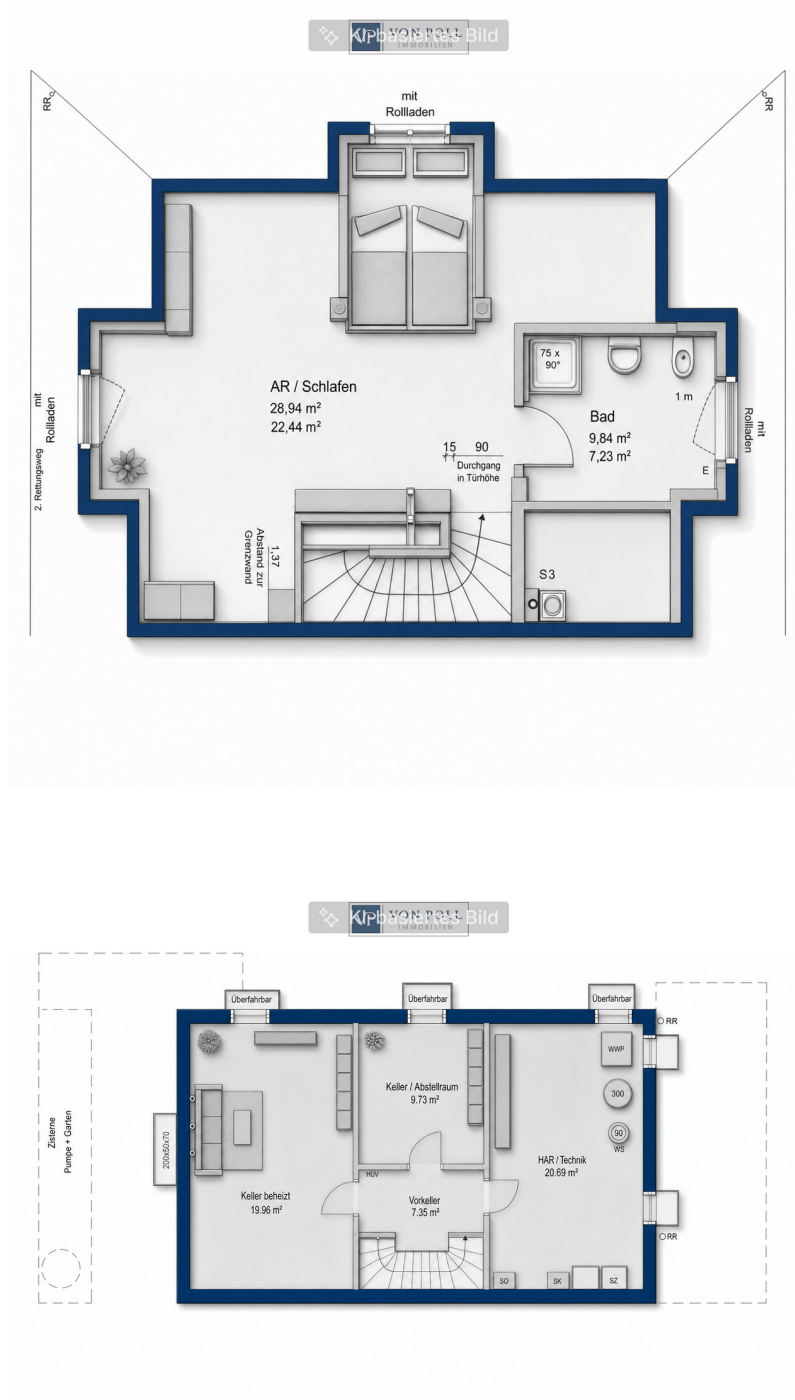 KI-basiertes Bild
VON POLL
IMMOBILIEN
RR
RR
mit
Rollladen
mit
Rollladen
2. Rettungsweg
mit
Rollladen
AR / Schlafen
28,94 m²
22,44 m²
75 x
90°
1 m
Bad
9,84 m²
7,23 m²
E
15 90
Durchgang
in Türhöhe
1,37
Abstand zur
Grenzwand
S3
KI-basiertes Bild
VON POLL
IMMOBILIEN
Überfahrbar
Überfahrbar
Überfahrbar
RR
WWP
300
90
WS
Keller / Abstellraum
9.73 m²
Zisterne
Pumpe + Garten
200x50x70
HAR / Technik
20.69 m²
HÜV
Keller beheizt
19.96 m²
Vorkeller
7.35 m²
RR
SO
SK
SZ